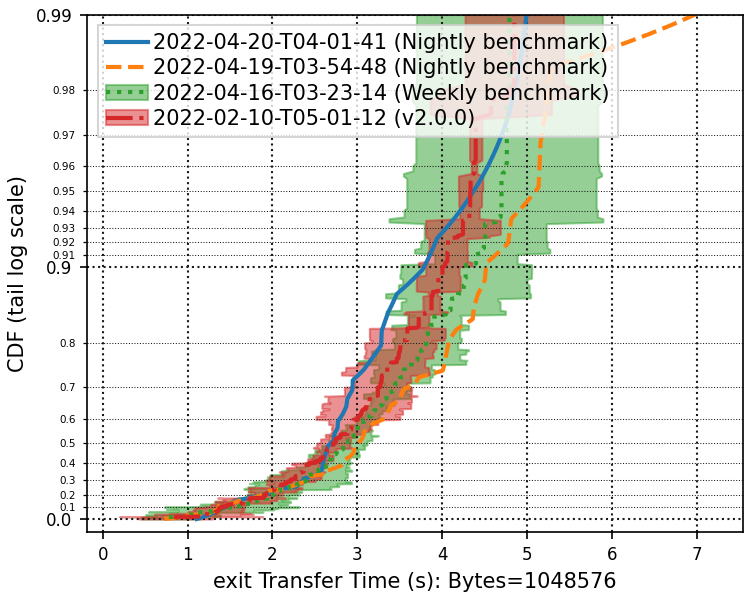 0.99
2022-04-20-T04-01-41 (Nightly benchmark)
2022-04-19-T03-54-48 (Nightly benchmark)
2022-04-16-T03-23-14 (Weekly benchmark)
2022-02-10-T05-01-12 (v2.0.0)
0.98
0.97
0.96
0.95
0.94
0.93
0.92
0.91
0.9
0.8
0.7
0.6
0.5
0.4
0.3
0.2
0.1
0.0
CDF (tail log scale)
0 1 2 3 4 5 6 7
exit Transfer Time (s): Bytes=1048576